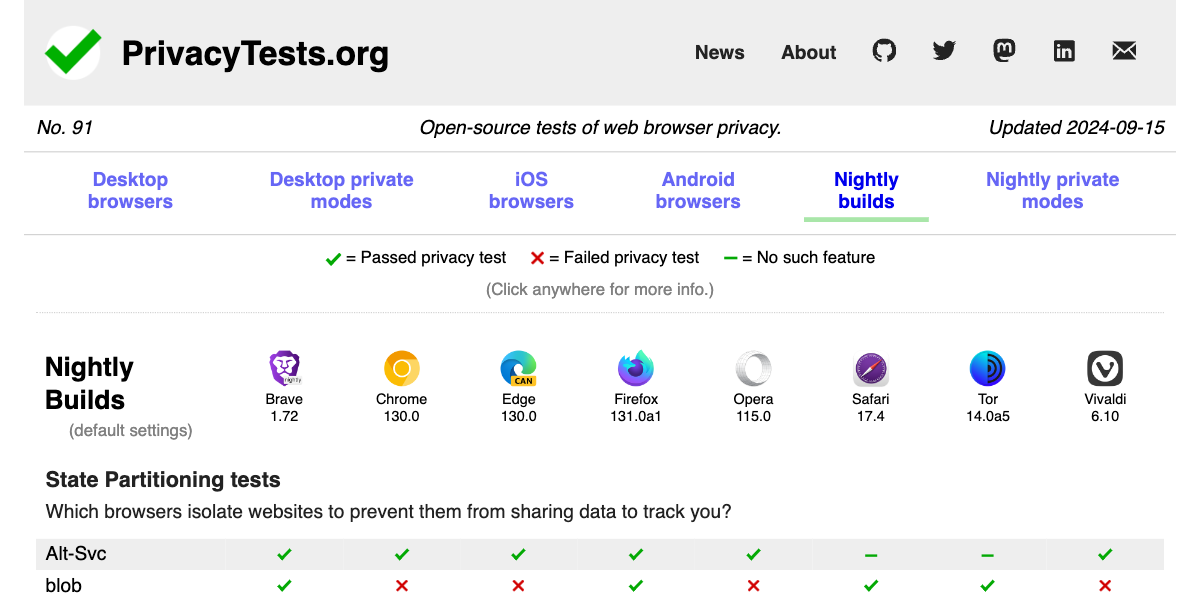 PrivacyTests.org
News About
No. 91 Open-source tests of web browser privacy. Updated 2024-09-15
Desktop browsers Desktop private modes iOS browsers Android browsers Nightly builds Nightly private modes
✓ = Passed privacy test ✕ = Failed privacy test – = No such feature
(Click anywhere for more info.)
Nightly
Builds
(default settings)
nightly CAN
Brave Chrome Edge Firefox Opera Safari Tor Vivaldi
1.72 130.0 130.0 131.0a1 115.0 17.4 14.0a5 6.10
State Partitioning tests
Which browsers isolate websites to prevent them from sharing data to track you?
Alt-Svc ✓ ✓ ✓ ✓ ✓ – – ✓
blob ✓ ✕ ✕ ✓ ✕ ✓ ✓ ✕